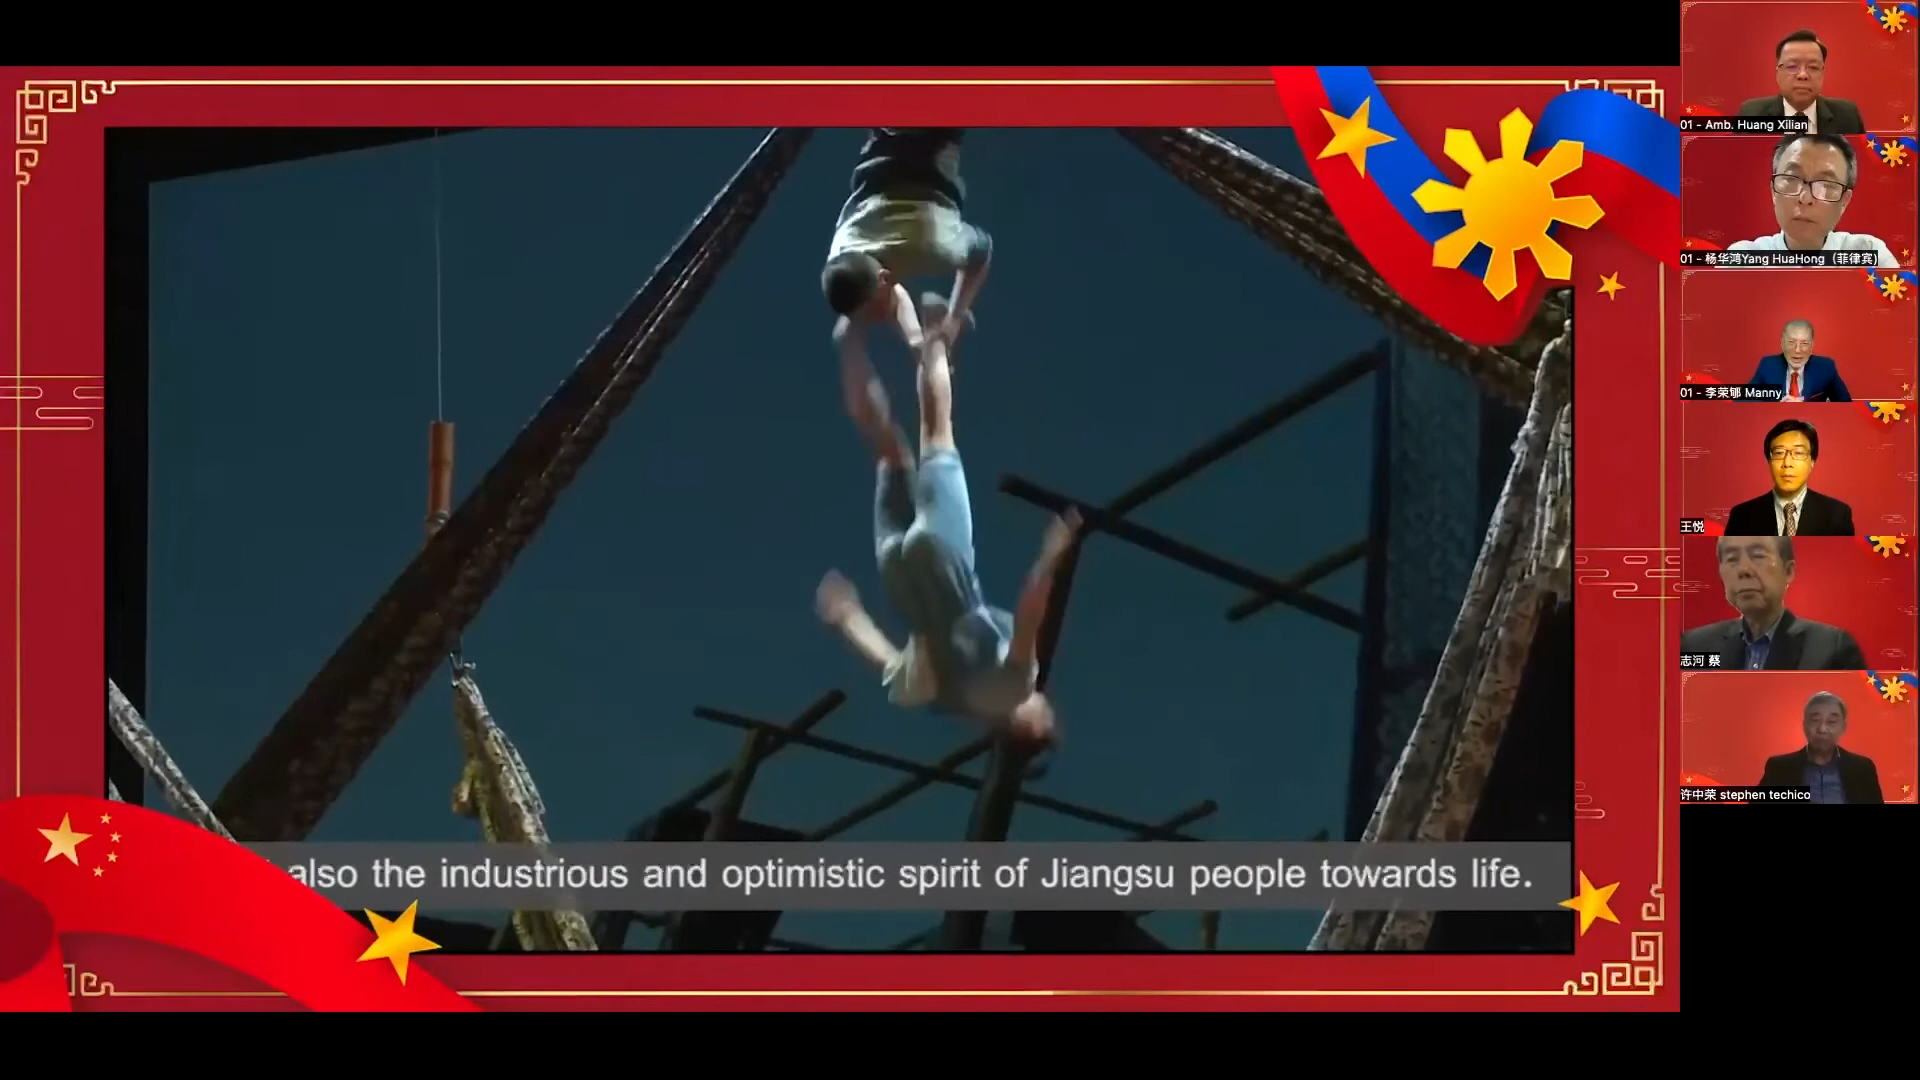 also the industrious and optimistic spirit of Jiangsu people towards life.
01 - Amb. Huang Xilian
01 - 杨华鸿Yang HuaHong（菲律宾)
01 - 李荣郇 Manny
王悦
志河 蔡
许中荣 stephen techico